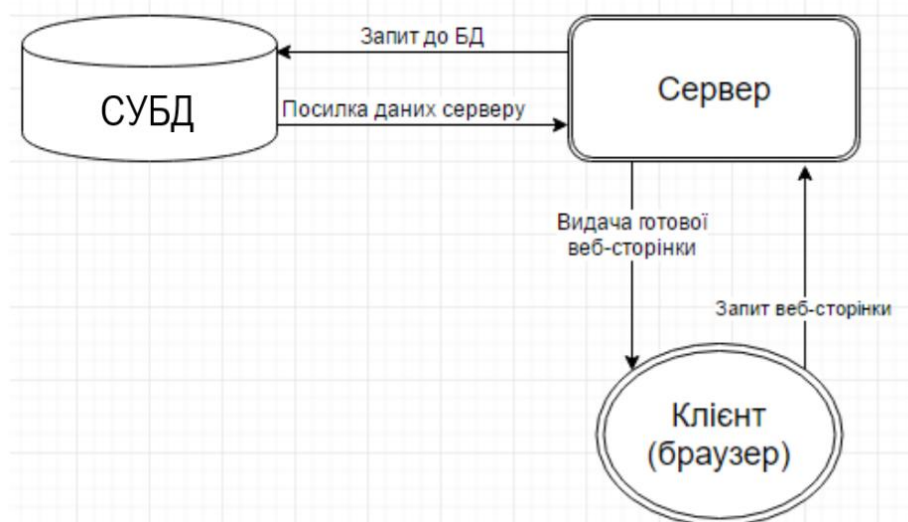 Запит до БД
СУБД
Посилка даних серверу
Сервер
Видача готової
веб-сторінки
Запит веб-сторінки
Клієнт
(браузер)